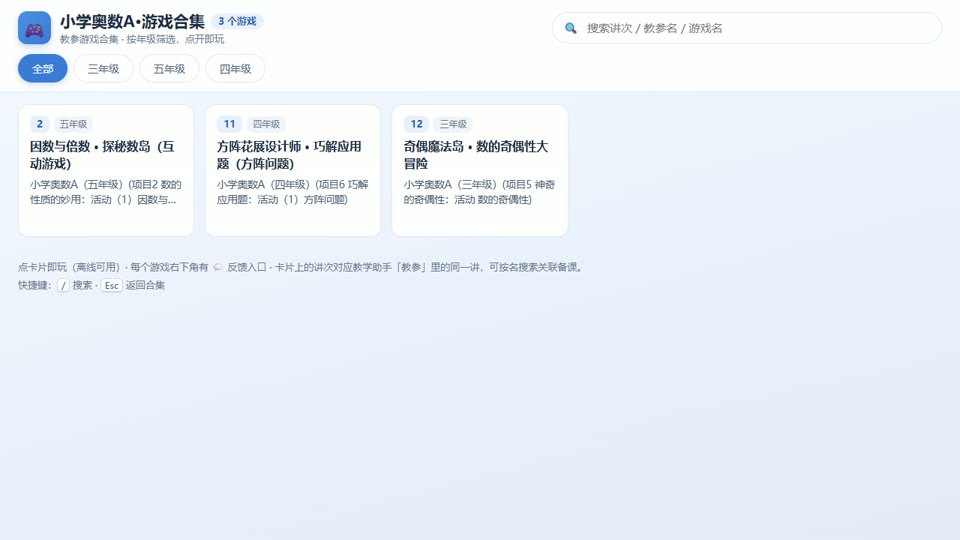 小学奥数A·游戏合集 3 个游戏
教参游戏合集 · 按年级筛选，点开即玩
搜索讲次 / 教参名 / 游戏名
全部 三年级 五年级 四年级
2 五年级
因数与倍数·探秘数岛（互
动游戏）
小学奥数A（五年级）(项目2 数的
性质的妙用：活动（1）因数与...
11 四年级
方阵花展设计师·巧解应用
题（方阵问题）
小学奥数A（四年级）(项目6 巧解
应用题：活动（1）方阵问题)
12 三年级
奇偶魔法岛·数的奇偶性大
冒险
小学奥数A（三年级）(项目5 神奇
的奇偶性：活动 数的奇偶性)
点卡片即玩（离线可用）· 每个游戏右下角有 反馈入口 · 卡片上的讲次对应教学助手「教参」里的同一讲，可按名搜索关联备课。
快捷键： / 搜索 · Esc 返回合集